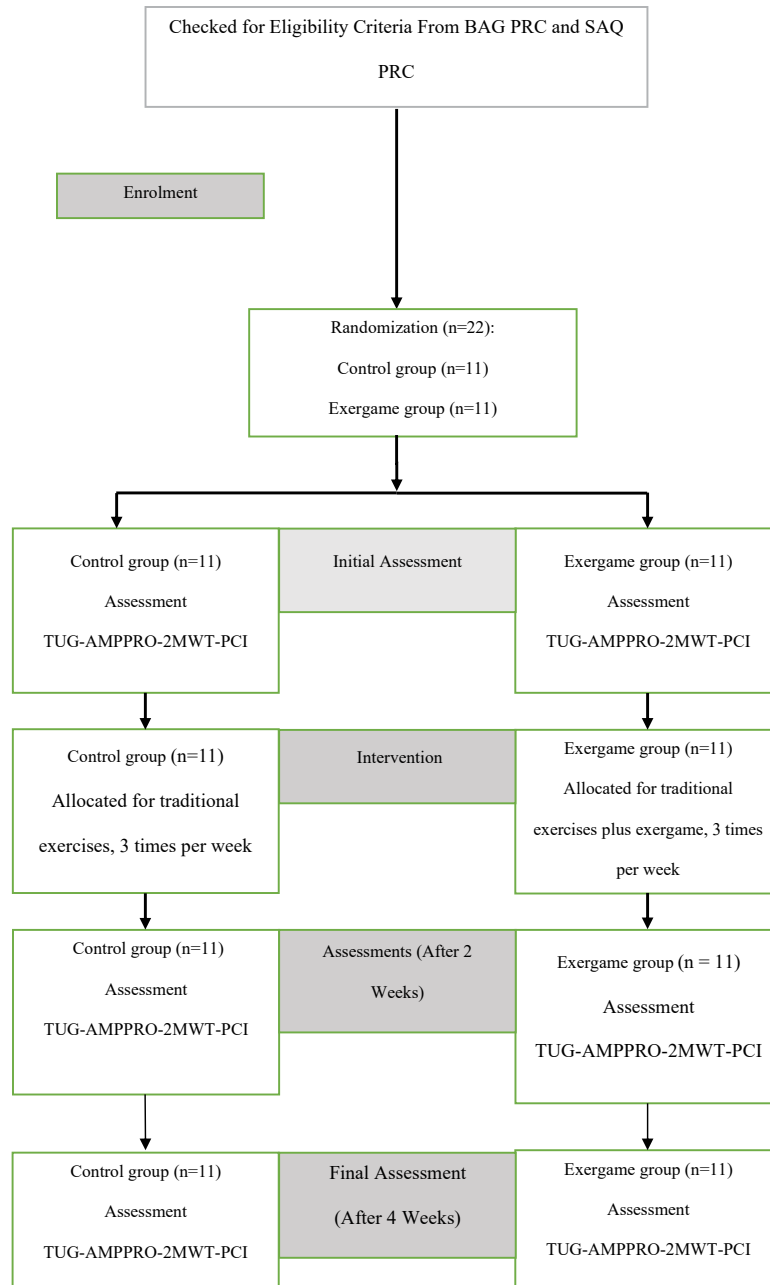 Checked for Eligibility Criteria From BAG PRC and SAQ
PRC
Enrolment
Randomization (n=22):
Control group (n=11)
Exergame group (n=11)
Control group (n=11)
Assessment
TUG-AMPPRO-2MWT-PCI
Initial Assessment
Exergame group (n=11)
Assessment
TUG-AMPPRO-2MWT-PCI
Control group (n=11)
Allocated for traditional
exercises, 3 times per week
Intervention
Exergame group (n=11)
Allocated for traditional
exercises plus exergame, 3 times
per week
Control group (n=11)
Assessment
TUG-AMPPRO-2MWT-PCI
Assessments (After 2
Weeks)
Exergame group (n = 11)
Assessment
TUG-AMPPRO-2MWT-PCI
Control group (n=11)
Assessment
TUG-AMPPRO-2MWT-PCI
Final Assessment
(After 4 Weeks)
Exergame group (n=11)
Assessment
TUG-AMPPRO-2MWT-PCI